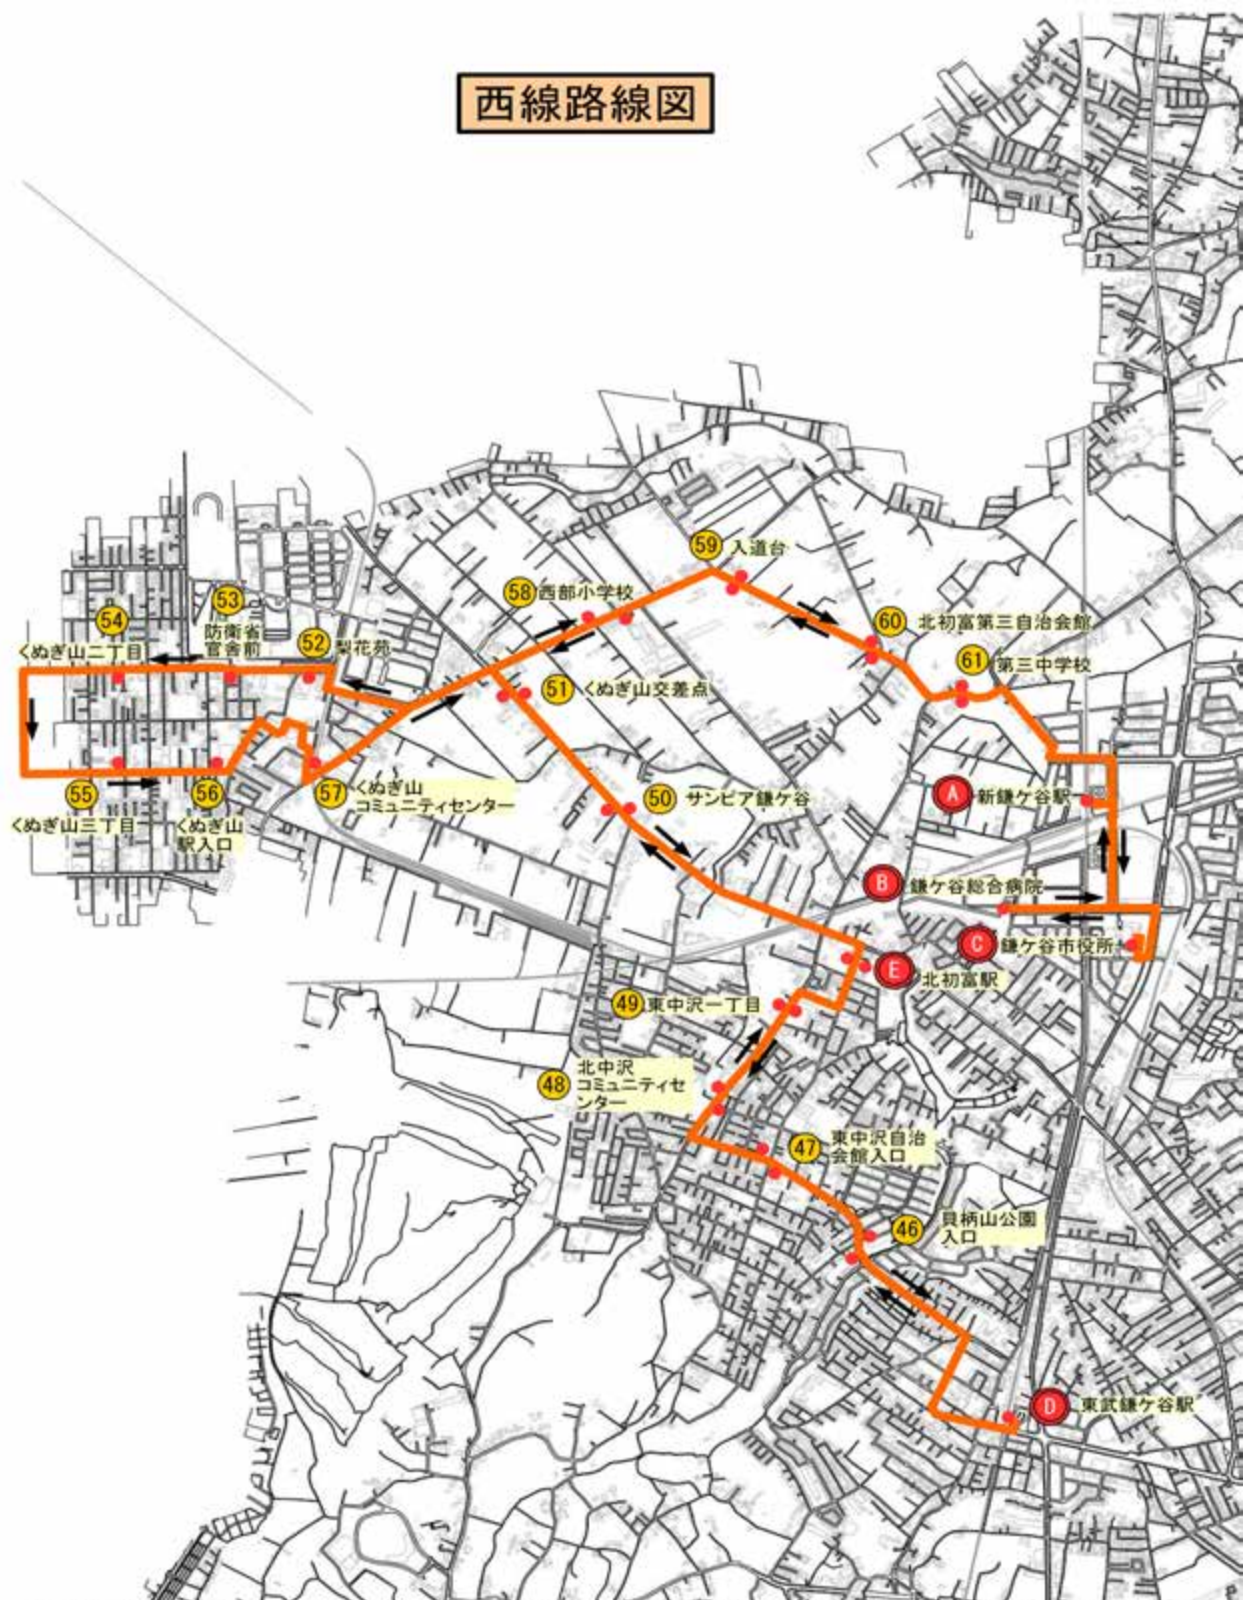 西線路線図
59
入道台
58
西部小学校
53
防衛省
官舎前
54
くぬぎ山二丁目
52
梨花苑
60
北初富第三自治会館
61
第三中学校
51
くぬぎ山交差点
55
くぬぎ山三丁目
56
くぬぎ山
駅入口
57
くぬぎ山
コミュニティセンター
50
サンピア鎌ケ谷
A
新鎌ケ谷駅
B
鎌ケ谷総合病院
C
鎌ケ谷市役所
E
北初富駅
49
東中沢一丁目
48
北中沢
コミュニティセ
ンター
47
東中沢自治
会館入口
46
貝柄山公園
入口
D
東武鎌ケ谷駅